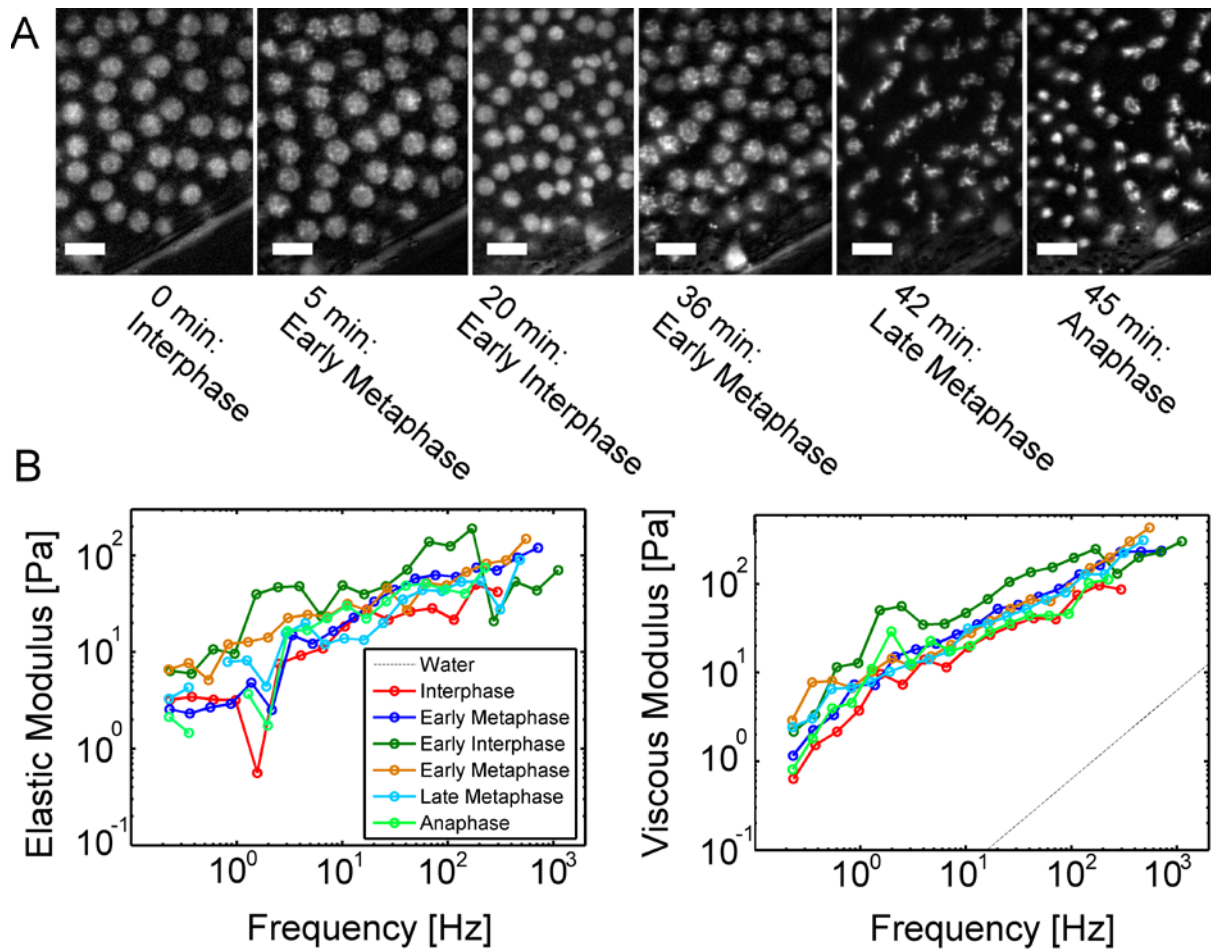 A
0 min:
Interphase
5 min:
Early Metaphase
20 min:
Early Interphase
36 min:
Early Metaphase
42 min:
Late Metaphase
45 min:
Anaphase
B
Elastic Modulus [Pa]
10^2
10^1
10^0
10^-1
10^0
10^1
10^2
10^3
Frequency [Hz]
Water
Interphase
Early Metaphase
Early Interphase
Early Metaphase
Late Metaphase
Anaphase
Viscous Modulus [Pa]
10^2
10^1
10^0
10^-1
10^0
10^1
10^2
10^3
Frequency [Hz]